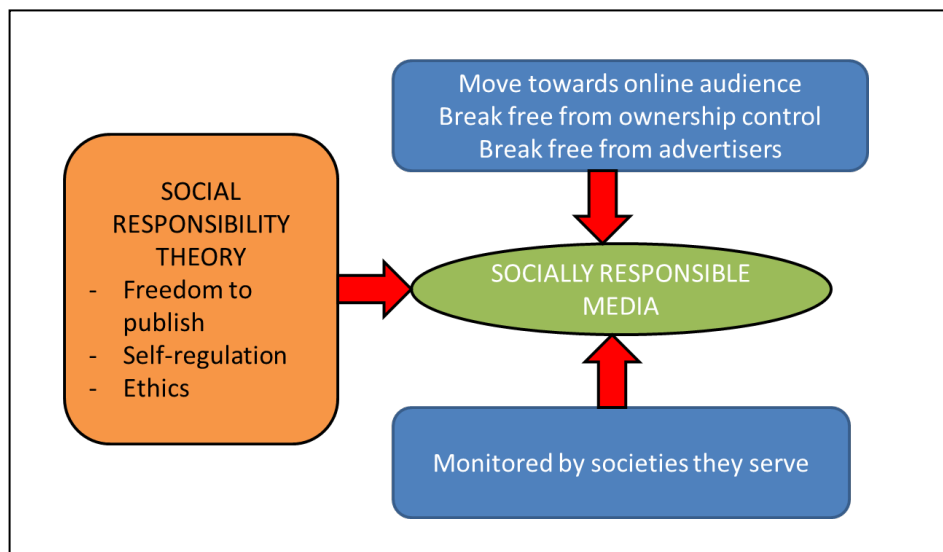 SOCIAL
RESPONSIBILITY
THEORY
- Freedom to
publish
- Self-regulation
- Ethics
Move towards online audience
Break free from ownership control
Break free from advertisers
SOCIALLY RESPONSIBLE
MEDIA
Monitored by societies they serve